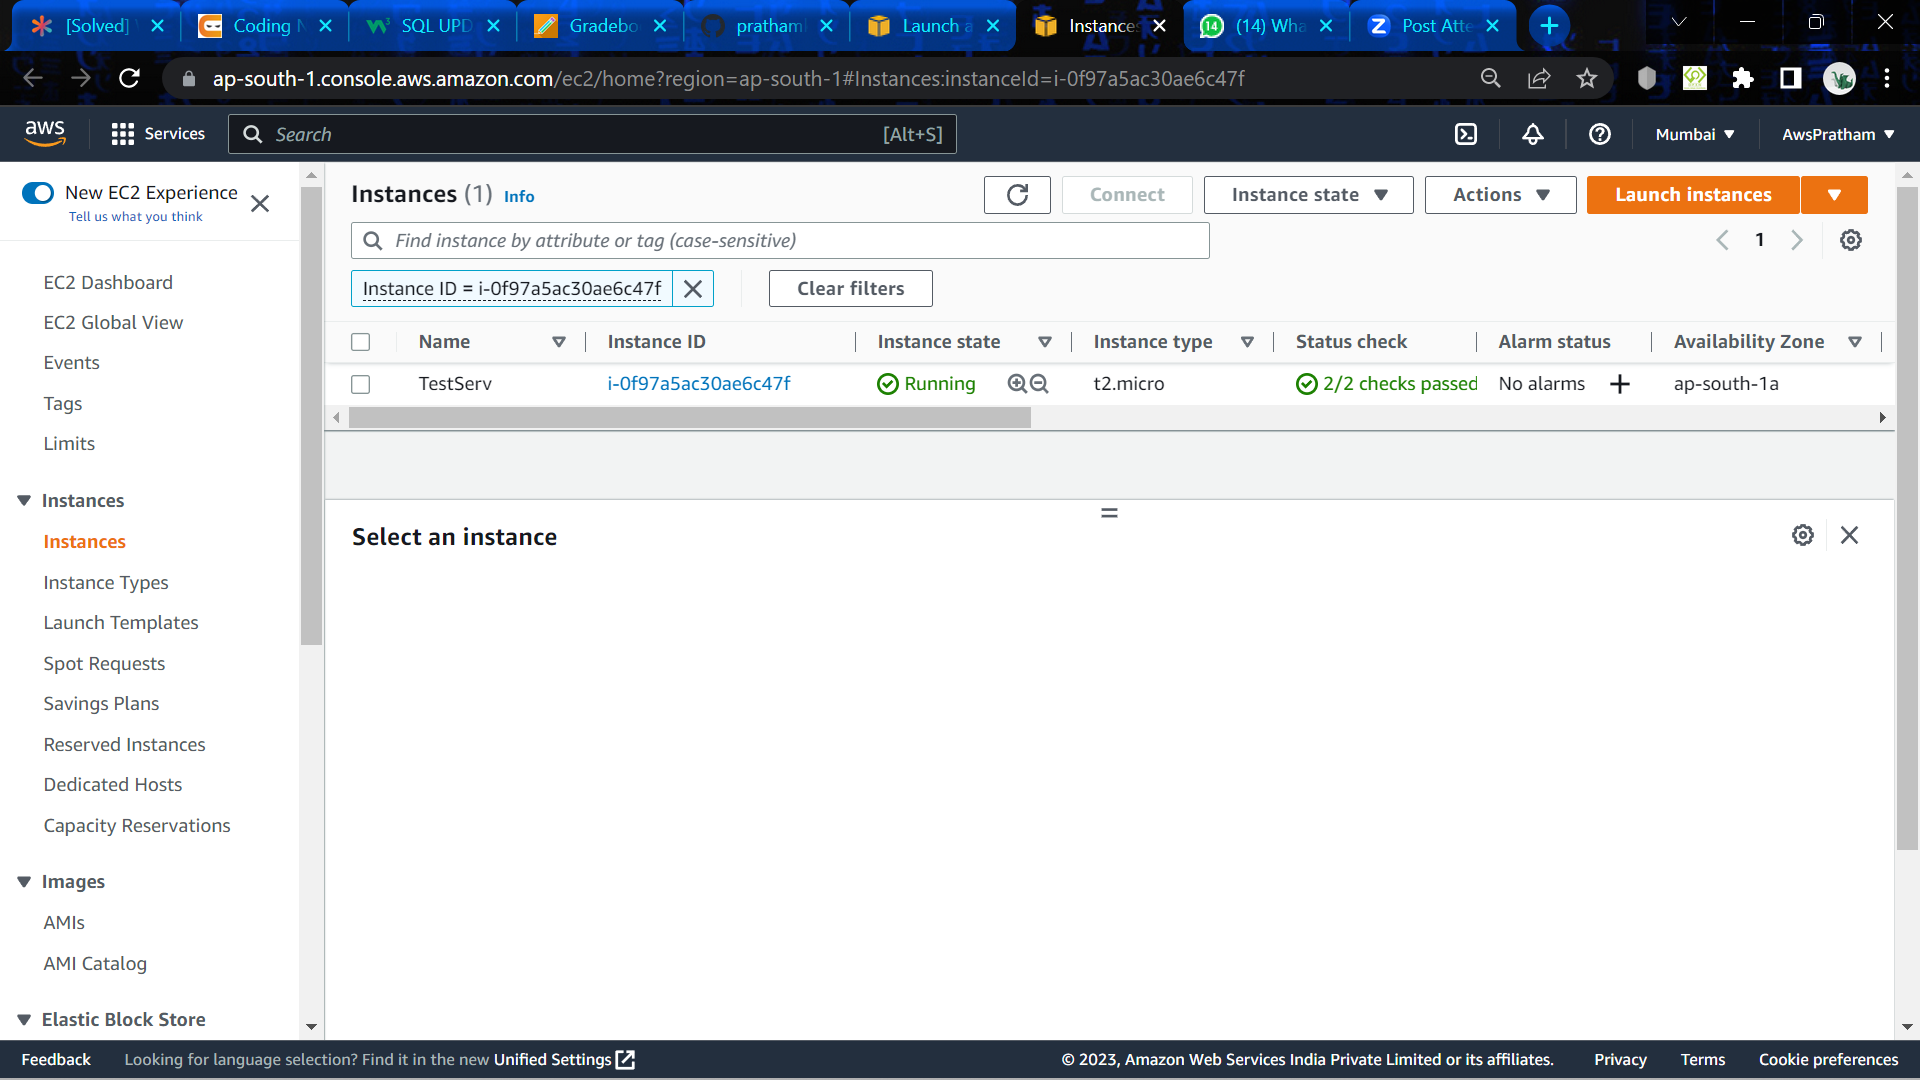 [Solved]
Coding N
SQL UPD
Gradebo
pratham
Launch a
Instances
14
(14) Wha
Z
Post Atte
ap-south-1.console.aws.amazon.com/ec2/home?region=ap-south-1#Instances:instanceId=i-0f97a5ac30ae6c47f
aws
Services
Search
[Alt+S]
Mumbai
AwsPratham
New EC2 Experience
Tell us what you think
EC2 Dashboard
EC2 Global View
Events
Tags
Limits
Instances
Instances
Instance Types
Launch Templates
Spot Requests
Savings Plans
Reserved Instances
Dedicated Hosts
Capacity Reservations
Images
AMIs
AMI Catalog
Elastic Block Store
Instances (1) Info
Connect
Instance state
Actions
Launch instances
Find instance by attribute or tag (case-sensitive)
1
Instance ID = i-0f97a5ac30ae6c47f
Clear filters
Name Instance ID Instance state Instance type Status check Alarm status Availability Zone
TestServ i-0f97a5ac30ae6c47f Running t2.micro 2/2 checks passed No alarms ap-south-1a
Select an instance
Feedback Looking for language selection? Find it in the new Unified Settings © 2023, Amazon Web Services India Private Limited or its affiliates. Privacy Terms Cookie preferences